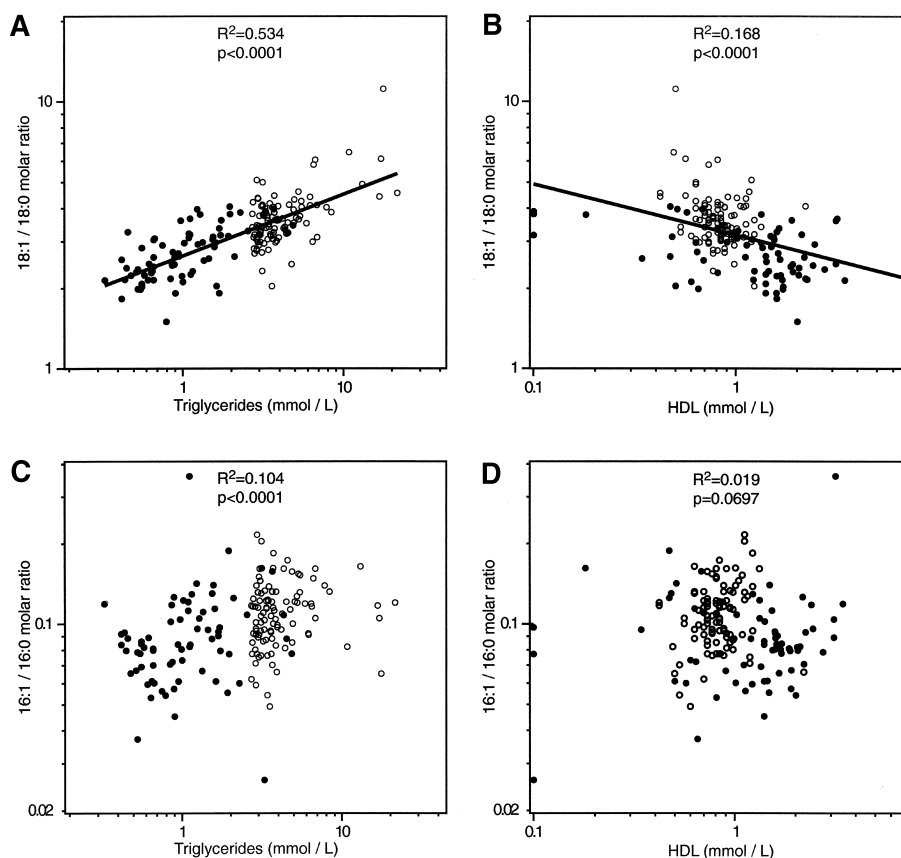 A
R²=0.534
p<0.0001
18:1 / 18:0 molar ratio
10
1
1
10
Triglycerides (mmol / L)
B
R²=0.168
p<0.0001
18:1 / 18:0 molar ratio
10
1
0.1
1
HDL (mmol / L)
C
R²=0.104
p<0.0001
16:1 / 16:0 molar ratio
0.1
0.02
1
10
Triglycerides (mmol / L)
D
R²=0.019
p=0.0697
16:1 / 16:0 molar ratio
0.1
0.02
0.1
1
HDL (mmol / L)